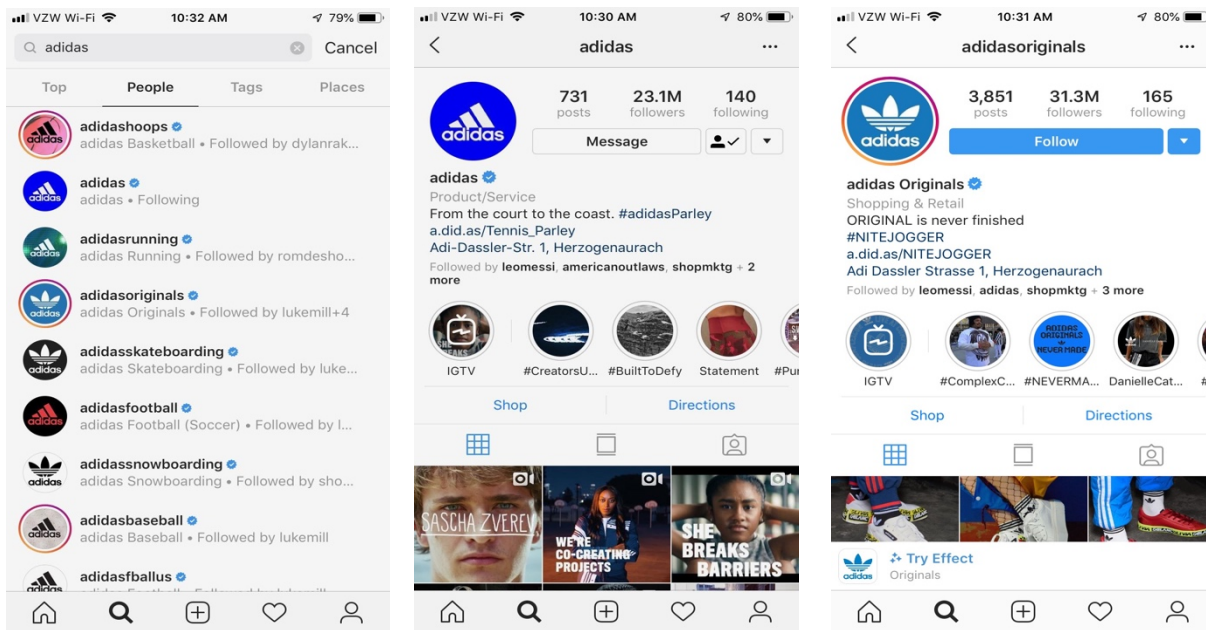 VZW Wi-Fi 10:32 AM 79%
adidas Cancel
Top People Tags Places
adidashoops
adidas Basketball • Followed by dylanrak...
adidas
adidas • Following
adidasrunning
adidas Running • Followed by romdesho...
adidasoriginals
adidas Originals • Followed by lukemill+4
adidasskateboarding
adidas Skateboarding • Followed by luke...
adidasfootball
adidas Football (Soccer) • Followed by l...
adidassnowboarding
adidas Snowboarding • Followed by sho...
adidasbaseball
adidas Baseball • Followed by lukemill
adidasfballus
VZW Wi-Fi 10:30 AM 80%
adidas
adidas
731 23.1M 140
posts followers following
Message
adidas
Product/Service
From the court to the coast. #adidasParley
a.did.as/Tennis_Parley
Adi-Dassler-Str. 1, Herzogenaurach
Followed by leomessi, americanoutlaws, shopmktg + 2
more
IGTV #CreatorsU... #BuiltToDefy Statement #Pur
Shop Directions
SASCHA ZVEREV
WE'RE
CO-CREATING
PROJECTS
SHE
BREAKS
BARRIERS
VZW Wi-Fi 10:31 AM 80%
adidasoriginals
adidas
3,851 31.3M 165
posts followers following
Follow
adidas Originals
Shopping & Retail
ORIGINAL is never finished
#NITEJOGGER
a.did.as/NITEJOGGER
Adi Dassler Strasse 1, Herzogenaurach
Followed by leomessi, adidas, shopmktg + 3 more
ADIDAS
ORIGINALS
NEVER MADE
IGTV #ComplexC... #NEVERMA... DanielleCat... #
Shop Directions
Try Effect
adidas Originals